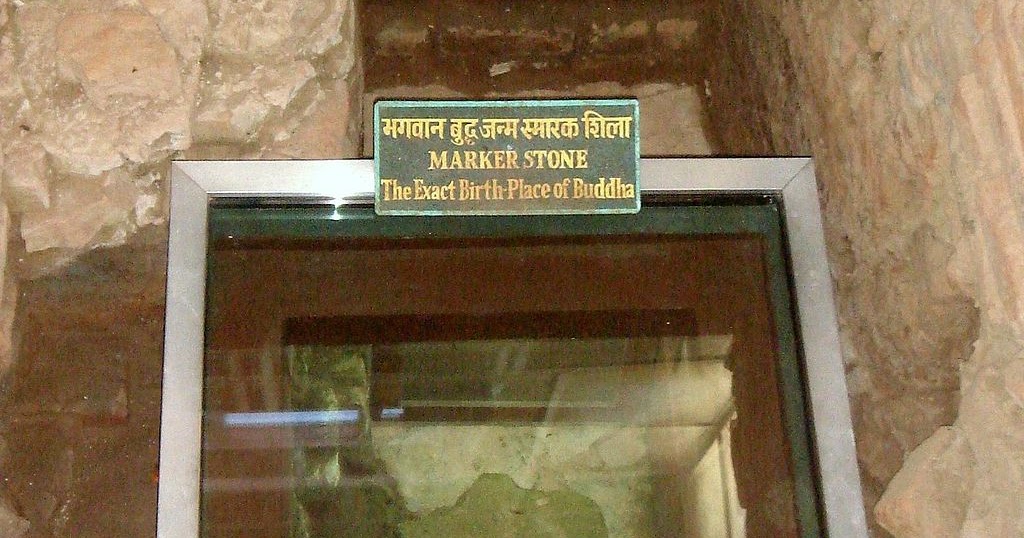 भगवान बुद्ध जन्म स्मारक शिला
MARKER STONE
The Exact Birth-Place of Buddha